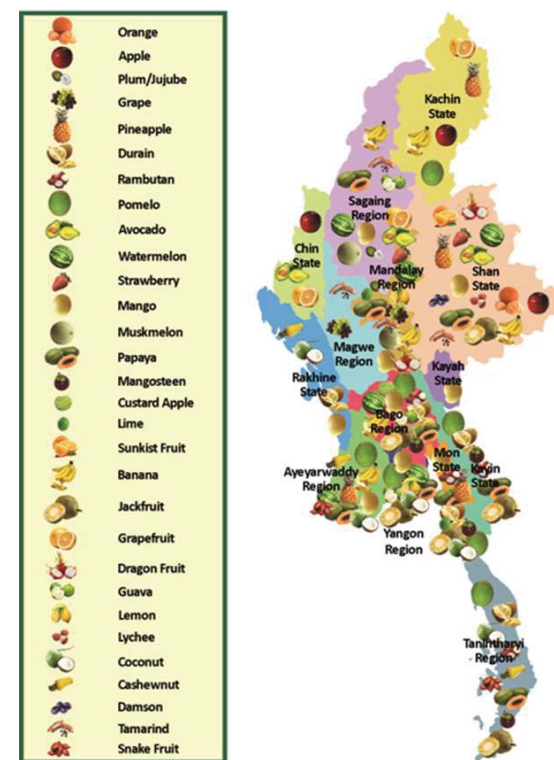 Orange
Apple
Plum/Jujube
Grape
Pineapple
Durain
Rambutan
Pomelo
Avocado
Watermelon
Strawberry
Mango
Muskmelon
Papaya
Mangosteen
Custard Apple
Lime
Sunkist Fruit
Banana
Jackfruit
Grapefruit
Dragon Fruit
Guava
Lemon
Lychee
Coconut
Cashewnut
Damson
Tamarind
Snake Fruit
Kachin
State
Sagaing
Region
Chin
State
Mandalay
Region
Shan
State
Magwe
Region
Rakhine
State
Kayah
State
Bago
Region
Ayeyarwaddy
Region
Mon
State
Kayin
State
Yangon
Region
Tanintharyi
Region